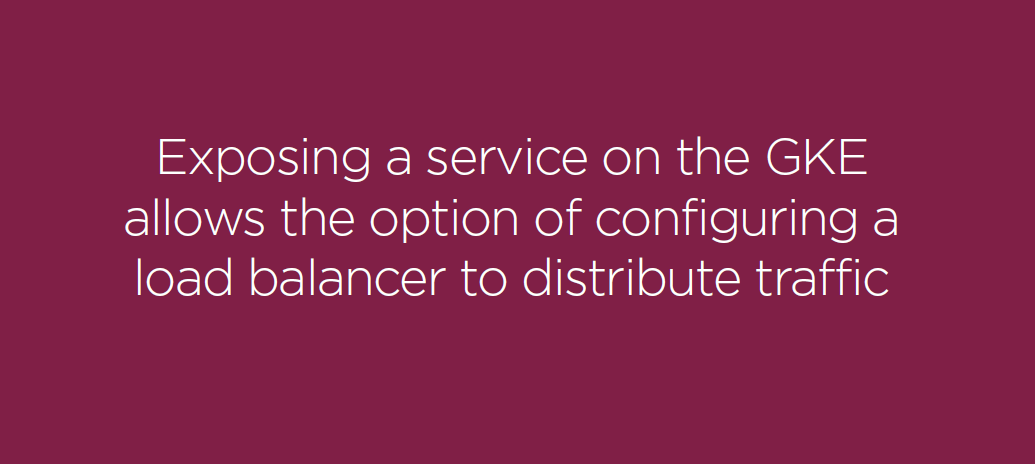 Exposing a service on the GKE
allows the option of configuring a
load balancer to distribute traffic